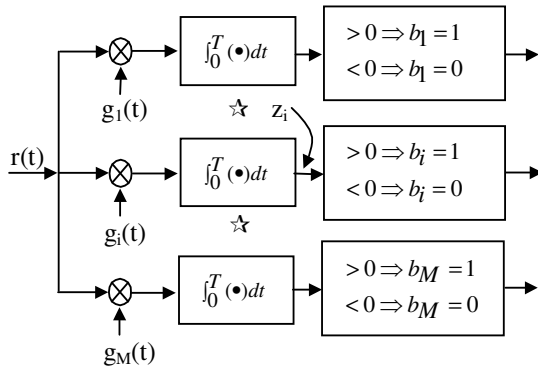 ∫₀ᵀ(•)dt
> 0 ⇒ b₁ = 1
< 0 ⇒ b₁ = 0
g₁(t)
zᵢ
r(t)
∫₀ᵀ(•)dt
> 0 ⇒ bᵢ = 1
< 0 ⇒ bᵢ = 0
gᵢ(t)
∫₀ᵀ(•)dt
> 0 ⇒ b_M = 1
< 0 ⇒ b_M = 0
g_M(t)